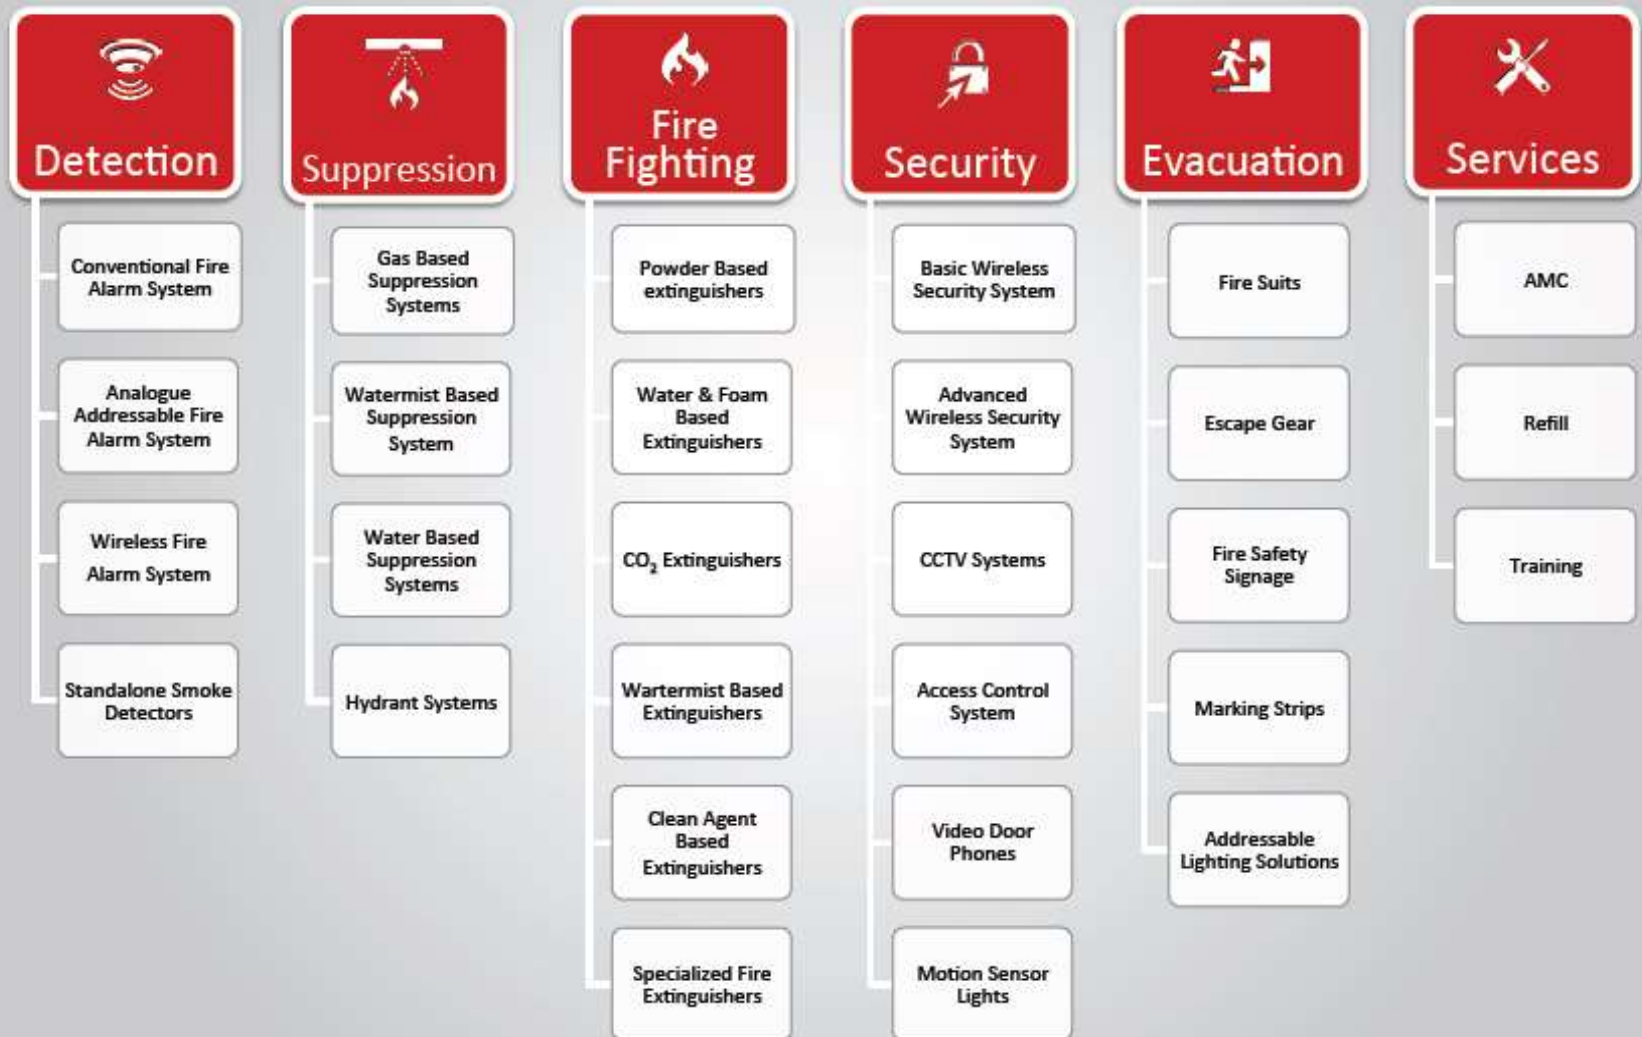 Detection
Conventional Fire
Alarm System
Analogue
Addressable Fire
Alarm System
Wireless Fire
Alarm System
Standalone Smoke
Detectors
Suppression
Gas Based
Suppression
Systems
Watermist Based
Suppression
System
Water Based
Suppression
Systems
Hydrant Systems
Fire
Fighting
Powder Based
extinguishers
Water & Foam
Based
Extinguishers
CO₂ Extinguishers
Wartermist Based
Extinguishers
Clean Agent
Based
Extinguishers
Specialized Fire
Extinguishers
Security
Basic Wireless
Security System
Advanced
Wireless Security
System
CCTV Systems
Access Control
System
Video Door
Phones
Motion Sensor
Lights
Evacuation
Fire Suits
Escape Gear
Fire Safety
Signage
Marking Strips
Addressable
Lighting Solutions
Services
AMC
Refill
Training